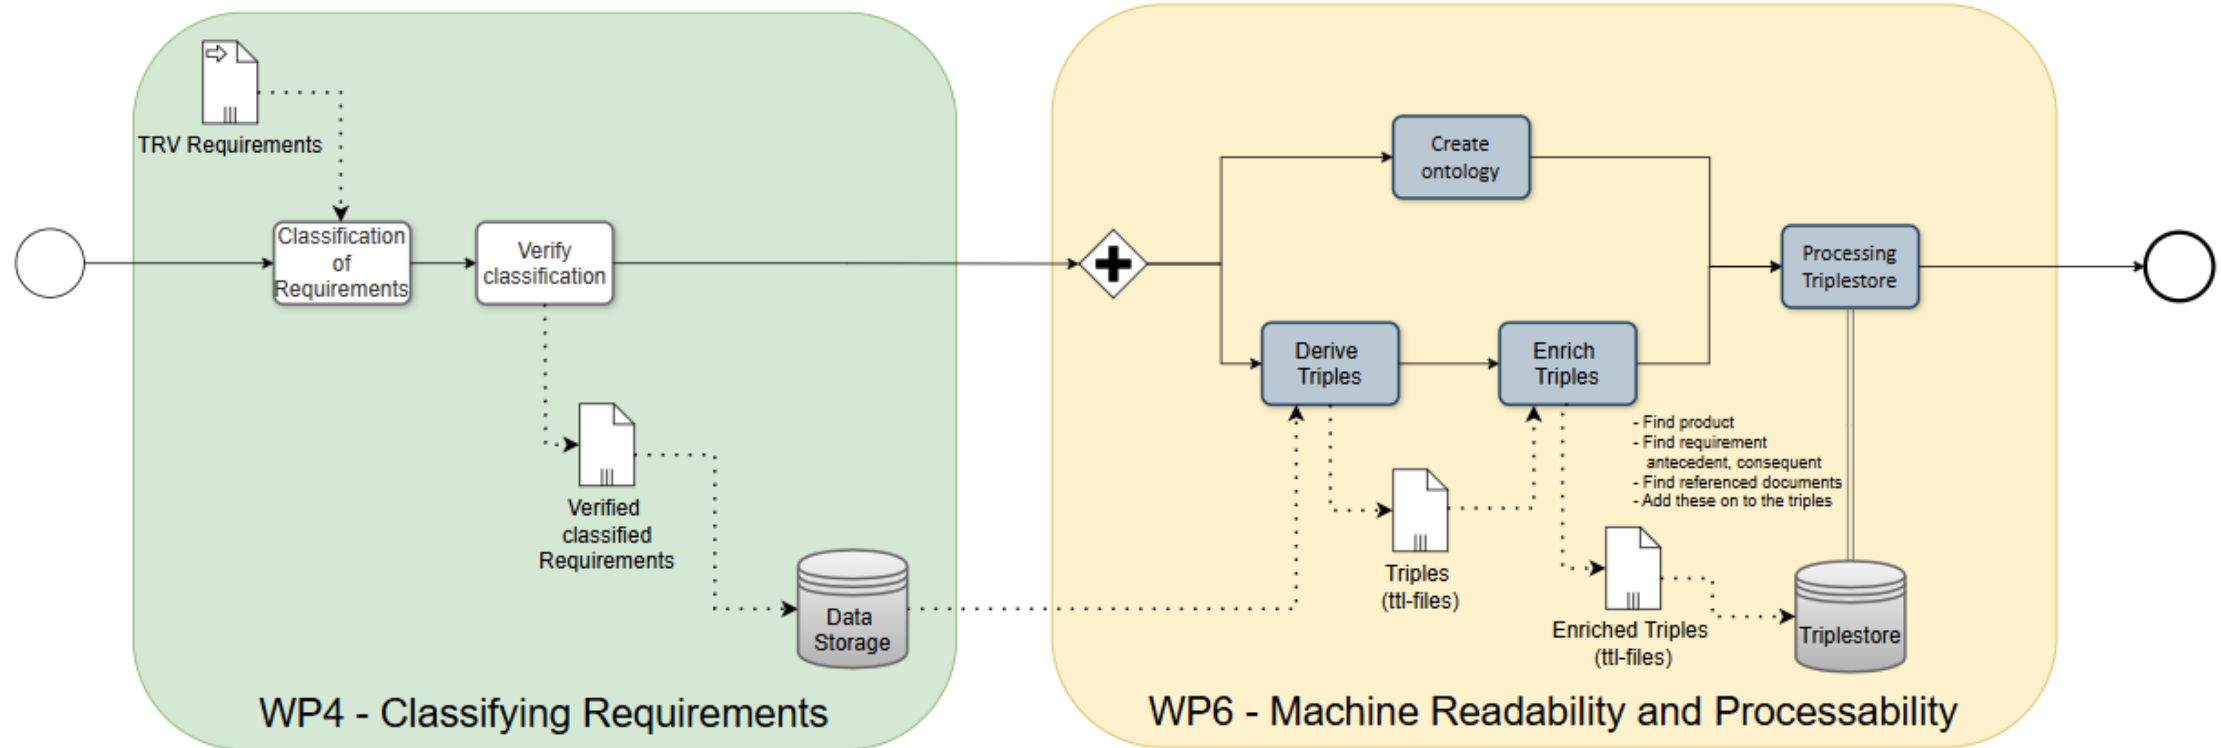 TRV Requirements
Classification
of
Requirements
Verify
classification
Verified
classified
Requirements
Data
Storage
WP4 - Classifying Requirements
Create
ontology
Derive
Triples
Enrich
Triples
Processing
Triplestore
- Find product
- Find requirement
antecedent, consequent
- Find referenced documents
- Add these on to the triples
Triples
(ttl-files)
Enriched Triples
(ttl-files)
Triplestore
WP6 - Machine Readability and Processability